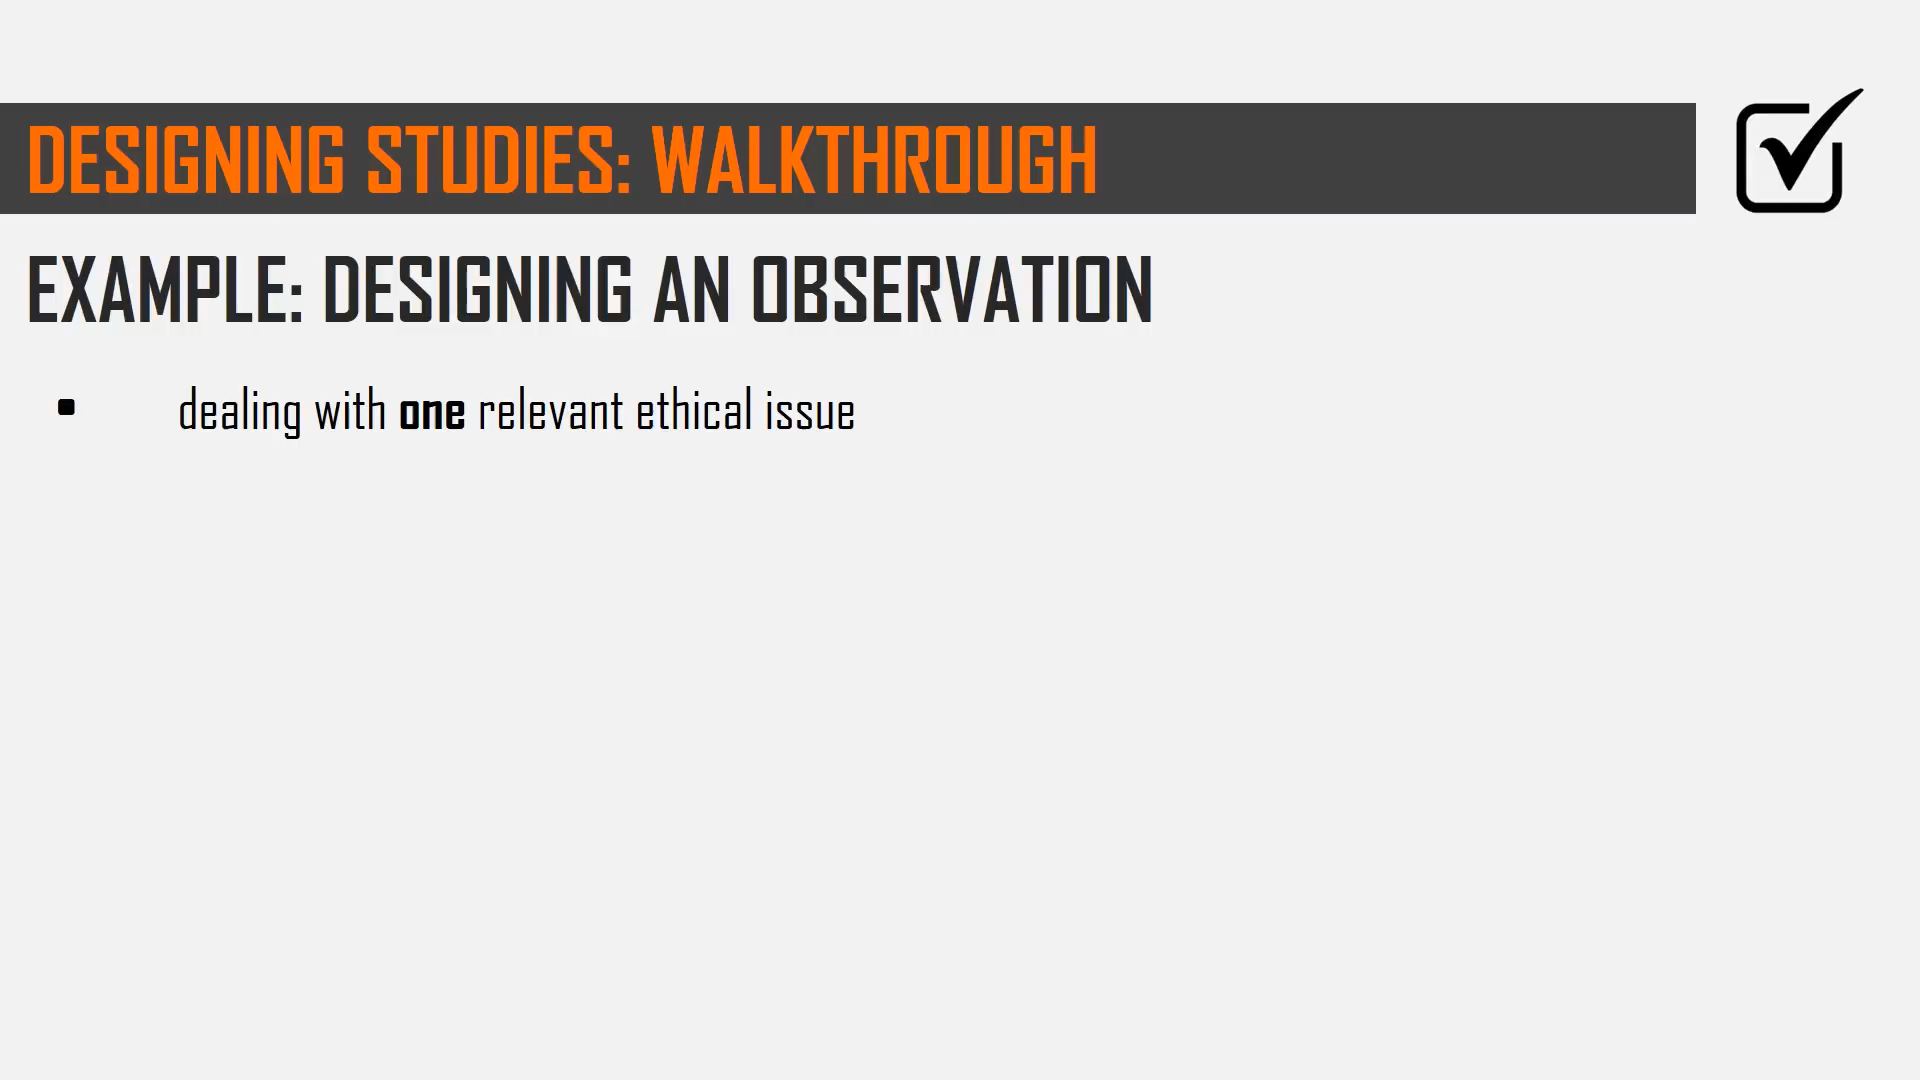 DESIGNING STUDIES: WALKTHROUGH
EXAMPLE: DESIGNING AN OBSERVATION
▪ dealing with one relevant ethical issue